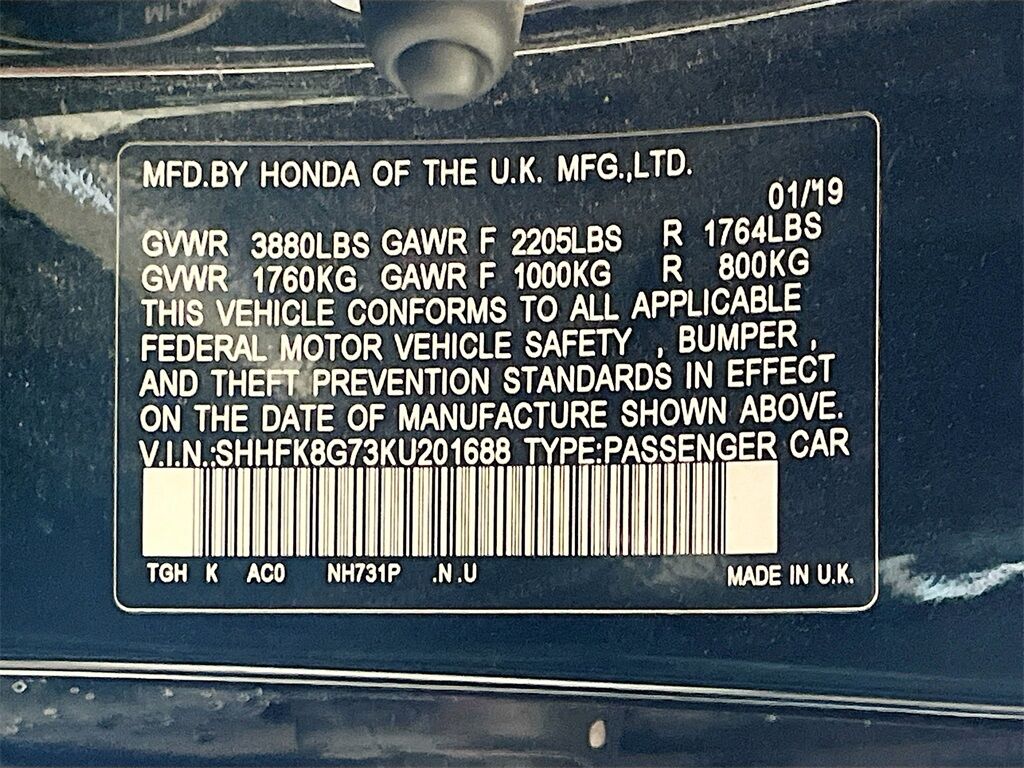 MFD.BY HONDA OF THE U.K. MFG.,LTD.
01/'19
GVWR 3880LBS GAWR F 2205LBS R 1764LBS
GVWR 1760KG GAWR F 1000KG R 800KG
THIS VEHICLE CONFORMS TO ALL APPLICABLE
FEDERAL MOTOR VEHICLE SAFETY , BUMPER ,
AND THEFT PREVENTION STANDARDS IN EFFECT
ON THE DATE OF MANUFACTURE SHOWN ABOVE.
V.I.N.:SHHFK8G73KU201688 TYPE:PASSENGER CAR
TGH K AC0 NH731P .N .U
MADE IN U.K.